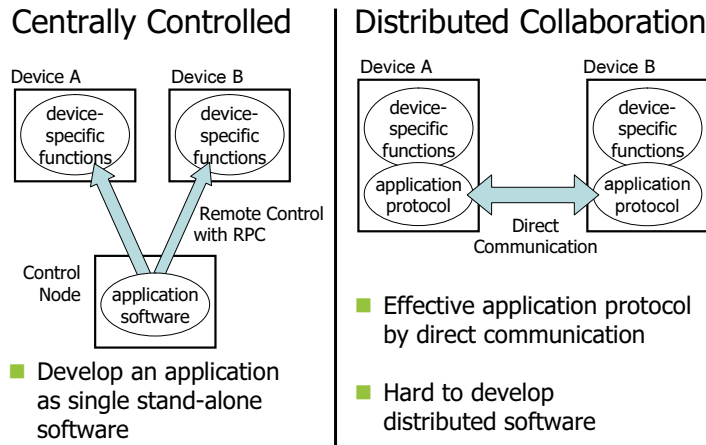 Centrally Controlled
Device A
Device B
device-
specific
functions
device-
specific
functions
Remote Control
with RPC
Control
Node
application
software
Develop an application
as single stand-alone
software
Distributed Collaboration
Device A
Device B
device-
specific
functions
application
protocol
device-
specific
functions
application
protocol
Direct
Communication
Effective application protocol
by direct communication
Hard to develop
distributed software